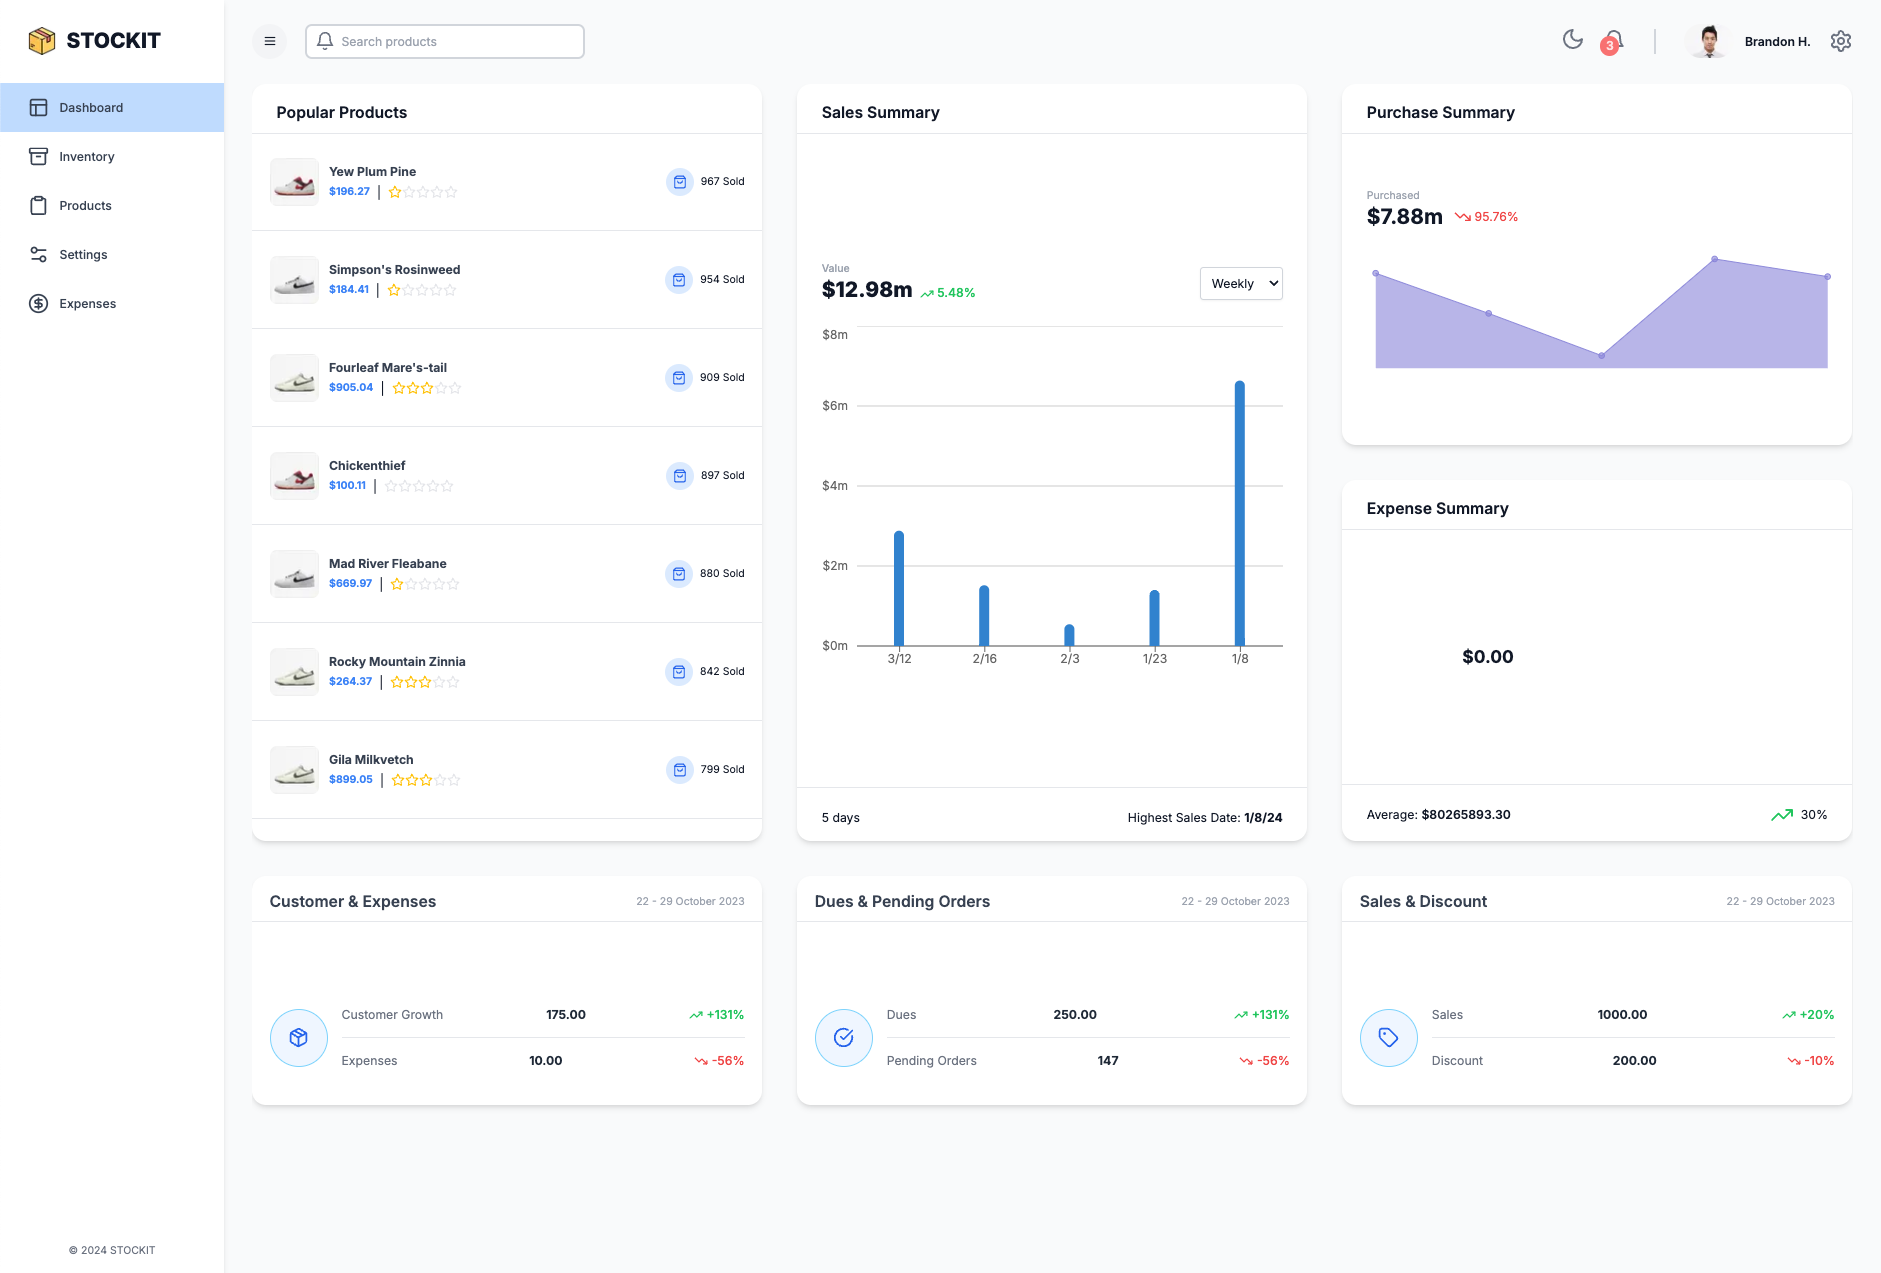 STOCKIT
Search products
3
Brandon H.
Dashboard
Inventory
Products
Settings
Expenses
© 2024 STOCKIT
Popular Products
Yew Plum Pine
$196.27 |
967 Sold
Simpson's Rosinweed
$184.41 |
954 Sold
Fourleaf Mare's-tail
$905.04 |
909 Sold
Chickenthief
$100.11 |
897 Sold
Mad River Fleabane
$669.97 |
880 Sold
Rocky Mountain Zinnia
$264.37 |
842 Sold
Gila Milkvetch
$899.05 |
799 Sold
Sales Summary
Value
$12.98m 5.48%
Weekly
$8m
$6m
$4m
$2m
$0m
3/12 2/16 2/3 1/23 1/8
5 days
Highest Sales Date: 1/8/24
Purchase Summary
Purchased
$7.88m 95.76%
Expense Summary
$0.00
Average: $80265893.30
30%
Customer & Expenses
22 - 29 October 2023
Customer Growth 175.00 +131%
Expenses 10.00 -56%
Dues & Pending Orders
22 - 29 October 2023
Dues 250.00 +131%
Pending Orders 147 -56%
Sales & Discount
22 - 29 October 2023
Sales 1000.00 +20%
Discount 200.00 -10%